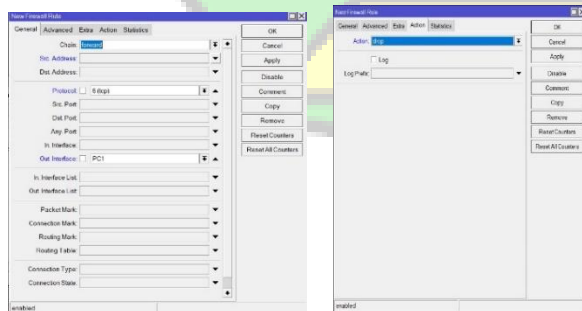 New Firewall Rule
General Advanced Extra Action Statistics
Chain: forward
Src. Address:
Dst. Address:
Protocol: 6 (tcp)
Src. Port:
Dst. Port:
Any. Port:
In. Interface:
Out. Interface: PC1
In. Interface List:
Out. Interface List:
Packet Mark:
Connection Mark:
Routing Mark:
Routing Table:
Connection Type:
Connection State:
OK
Cancel
Apply
Disable
Comment
Copy
Remove
Reset Counters
Reset All Counters
enabled
New Firewall Rule
General Advanced Extra Action Statistics
Action: drop
Log
Log Prefix:
OK
Cancel
Apply
Disable
Comment
Copy
Remove
Reset Counters
Reset All Counters
enabled